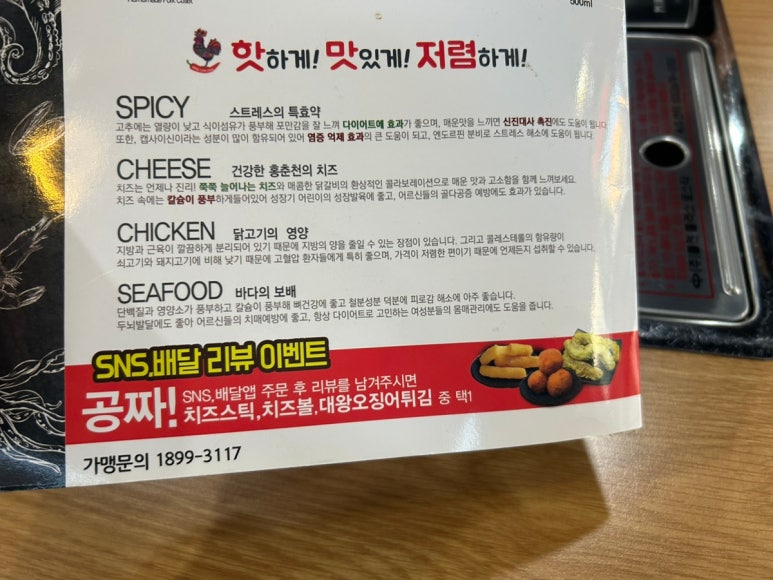 Homemade Pork Cutlet
500ml
핫하게! 맛있게! 저렴하게!
SPICY 스트레스의 특효약
고추에는 열량이 낮고 식이섬유가 풍부해 포만감을 잘 느껴 다이어트에 효과가 좋으며, 매운맛을 느끼면 신진대사 촉진에도 도움이 됩니다
또한, 캡사이신이라는 성분이 많이 함유되어 있어 염증 억제 효과의 큰 도움이 되고, 엔도르핀 분비로 스트레스 해소에 도움이 됩니다.
CHEESE 건강한 홍춘천의 치즈
치즈는 언제나 진리! 쭉쭉 늘어나는 치즈와 매콤한 닭갈비의 환상적인 콜라보레이션으로 매운 맛과 고소함을 함께 느껴보세요.
치즈 속에는 칼슘이 풍부하게들어있어 성장기 어린이의 성장발육에 좋고, 어르신들의 골다공증 예방에도 효과가 있습니다.
CHICKEN 닭고기의 영양
지방과 근육이 깔끔하게 분리되어 있기 때문에 지방의 양을 줄일 수 있는 장점이 있습니다. 그리고 콜레스테롤의 함유량이
쇠고기와 돼지고기에 비해 낮기 때문에 고혈압 환자들에게 특히 좋으며, 가격이 저렴한 편이기 때문에 언제든지 섭취할 수 있습니다.
SEAFOOD 바다의 보배
단백질과 영양소가 풍부하고 칼슘이 풍부해 뼈건강에 좋고 철분성분 덕분에 피로감 해소에 아주 좋습니다.
두뇌발달에도 좋아 어르신들의 치매예방에 좋고, 항상 다이어트로 고민하는 여성분들의 몸매관리에도 도움을 줍니다.
SNS,배달 리뷰 이벤트
공짜! SNS,배달앱 주문 후 리뷰를 남겨주시면
치즈스틱,치즈볼,대왕오징어튀김 중 택1
가맹문의 1899-3117